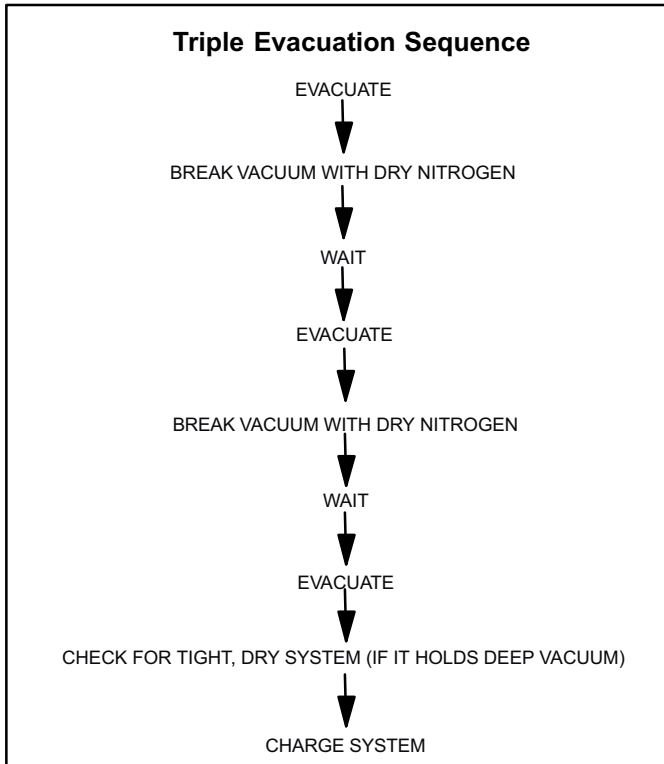 Triple Evacuation Sequence
EVACUATE
BREAK VACUUM WITH DRY NITROGEN
WAIT
EVACUATE
BREAK VACUUM WITH DRY NITROGEN
WAIT
EVACUATE
CHECK FOR TIGHT, DRY SYSTEM (IF IT HOLDS DEEP VACUUM)
CHARGE SYSTEM